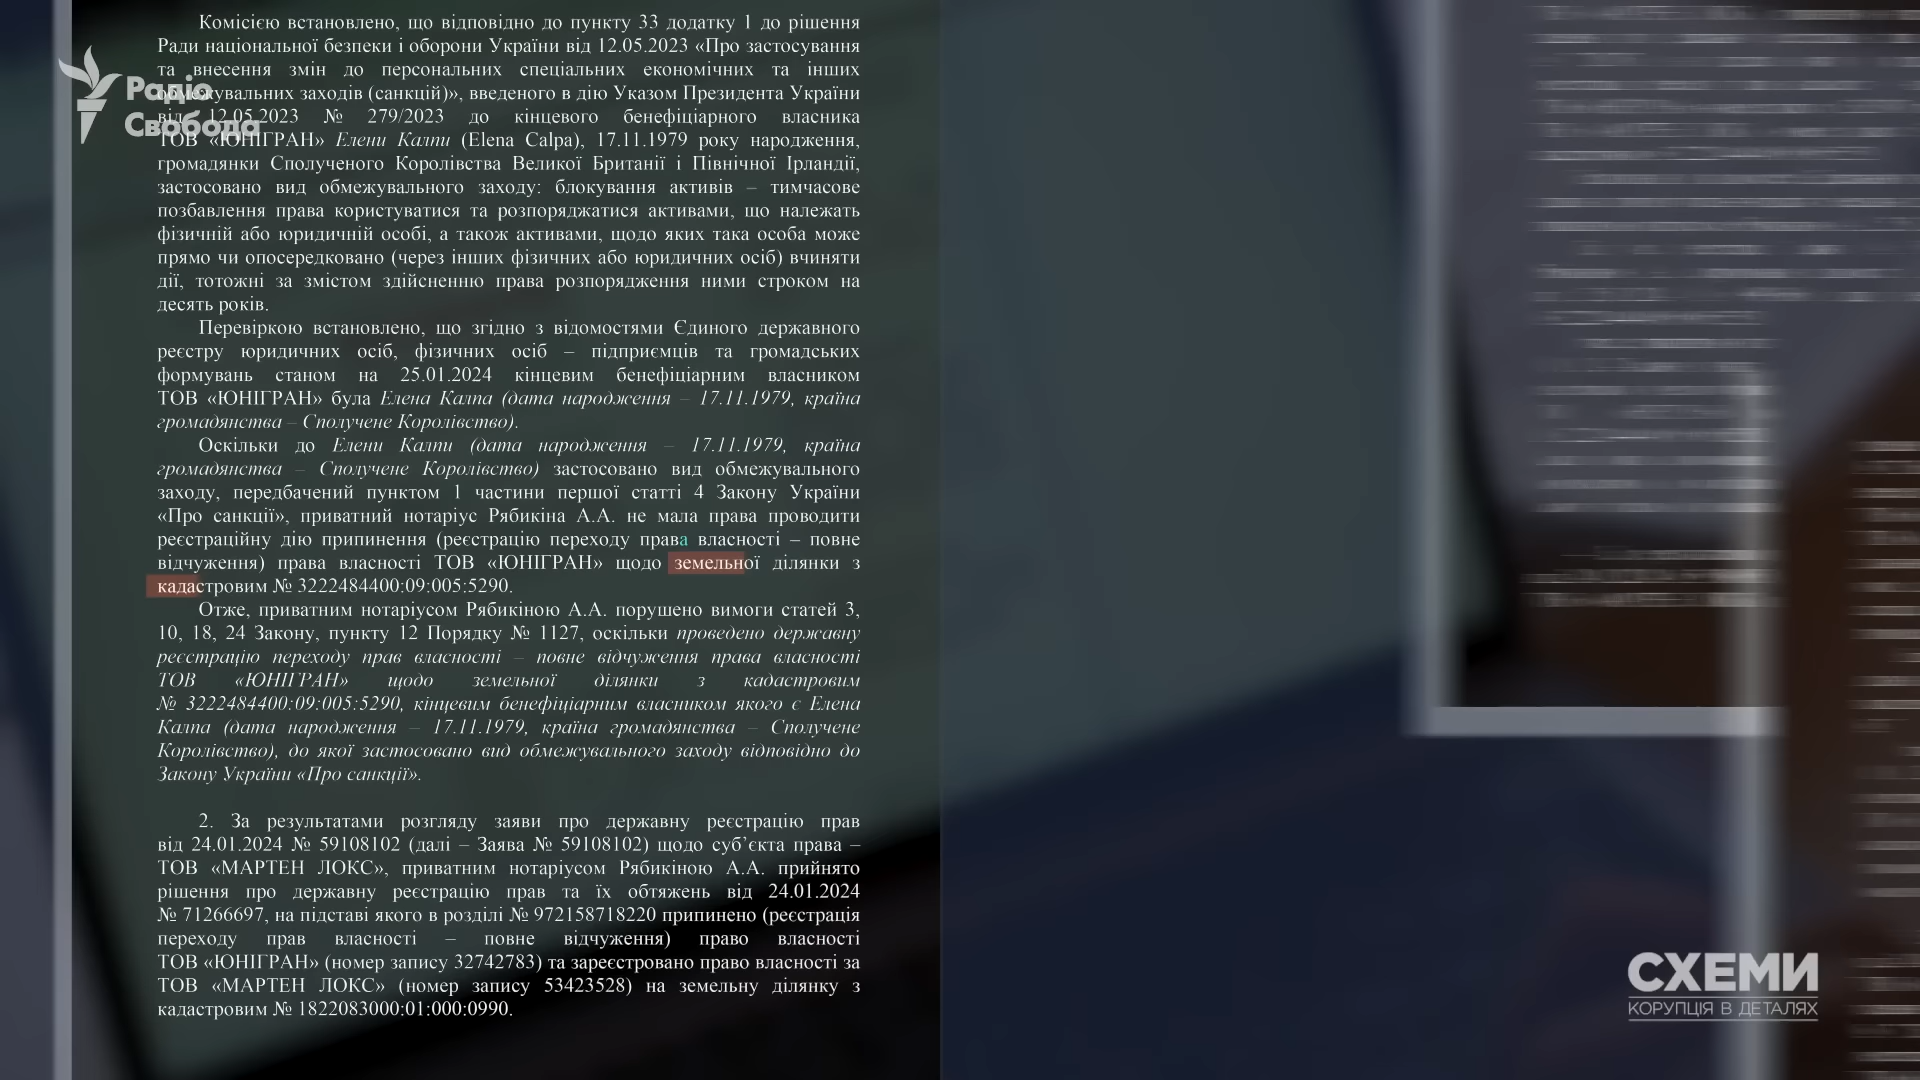 Комісією встановлено, що відповідно до пункту 33 додатку 1 до рішення
Ради національної безпеки і оборони України від 12.05.2023 «Про застосування
та внесення змін до персональних спеціальних економічних та інших
обмежувальних заходів (санкцій)», введеного в дію Указом Президента України
від 12.05.2023 № 279/2023 до кінцевого бенефіціарного власника
ТОВ «ЮНІГРАН» Елени Калпи (Elena Calpa), 17.11.1979 року народження,
громадянки Сполученого Королівства Великої Британії і Північної Ірландії,
застосовано вид обмежувального заходу: блокування активів – тимчасове
позбавлення права користуватися та розпоряджатися активами, що належать
фізичній або юридичній особі, а також активами, щодо яких така особа може
прямо чи опосередковано (через інших фізичних або юридичних осіб) вчиняти
дії, тотожні за змістом здійсненню права розпорядження ними строком на
десять років.
Перевіркою встановлено, що згідно з відомостями Єдиного державного
реєстру юридичних осіб, фізичних осіб – підприємців та громадських
формувань станом на 25.01.2024 кінцевим бенефіціарним власником
ТОВ «ЮНІГРАН» була Елена Калпа (дата народження – 17.11.1979, країна
громадянства – Сполучене Королівство).
Оскільки до Елени Калпи (дата народження – 17.11.1979, країна
громадянства – Сполучене Королівство) застосовано вид обмежувального
заходу, передбачений пунктом 1 частини першої статті 4 Закону України
«Про санкції», приватний нотаріус Рябикіна А.А. не мала права проводити
реєстраційну дію припинення (реєстрацію переходу права власності – повне
відчуження) права власності ТОВ «ЮНІГРАН» щодо земельної ділянки з
кадастровим № 3222484400:09:005:5290.
Отже, приватним нотаріусом Рябикіною А.А. порушено вимоги статей 3,
10, 18, 24 Закону, пункту 12 Порядку № 1127, оскільки проведено державну
реєстрацію переходу прав власності – повне відчуження права власності
ТОВ «ЮНІГРАН» щодо земельної ділянки з кадастровим
№ 3222484400:09:005:5290, кінцевим бенефіціарним власником якого є Елена
Калпа (дата народження – 17.11.1979, країна громадянства – Сполучене
Королівство), до якої застосовано вид обмежувального заходу відповідно до
Закону України «Про санкції».
2. За результатами розгляду заяви про державну реєстрацію прав
від 24.01.2024 № 59108102 (далі – Заява № 59108102) щодо суб’єкта права –
ТОВ «МАРТЕН ЛОКС», приватним нотаріусом Рябикіною А.А. прийнято
рішення про державну реєстрацію прав та їх обтяжень від 24.01.2024
№ 71266697, на підставі якого в розділі № 972158718220 припинено (реєстрація
переходу прав власності – повне відчуження) право власності
ТОВ «ЮНІГРАН» (номер запису 32742783) та зареєстровано право власності за
ТОВ «МАРТЕН ЛОКС» (номер запису 53423528) на земельну ділянку з
кадастровим № 1822083000:01:000:0990.
Радіо
Свобода
СХЕМИ
КОРУПЦІЯ В ДЕТАЛЯХ